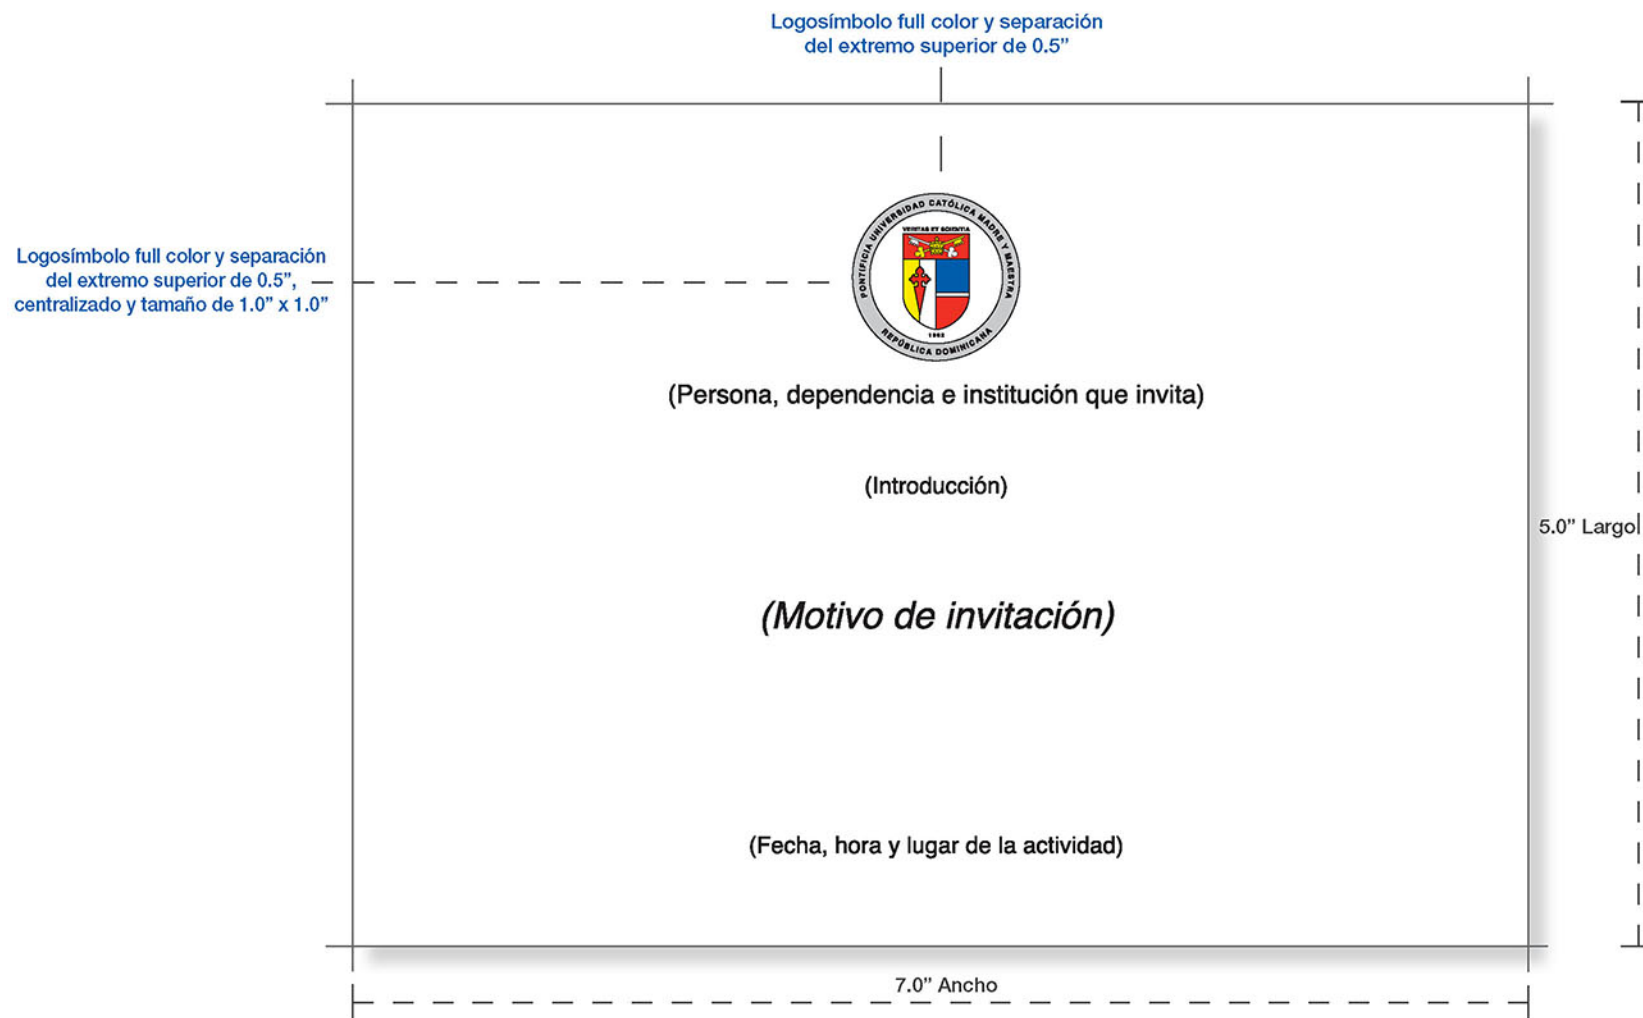 Logosímbolo full color y separación
del extremo superior de 0.5”
Logosímbolo full color y separación
del extremo superior de 0.5”,
centralizado y tamaño de 1.0” x 1.0”
PONTIFICIA UNIVERSIDAD CATÓLICA MADRE Y MAESTRA
VERITAS ET SCIENTIA
1962
REPÚBLICA DOMINICANA
(Persona, dependencia e institución que invita)
(Introducción)
5.0” Largo
(Motivo de invitación)
(Fecha, hora y lugar de la actividad)
7.0” Ancho